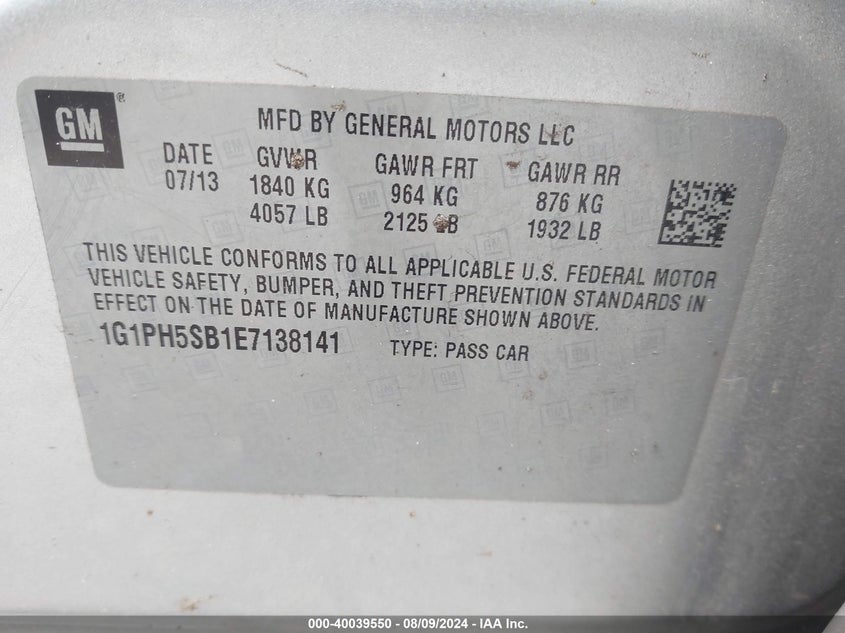 GM®
MFD BY GENERAL MOTORS LLC
DATE GVWR GAWR FRT GAWR RR
07/13 1840 KG 964 KG 876 KG
4057 LB 2125 LB 1932 LB
THIS VEHICLE CONFORMS TO ALL APPLICABLE U.S. FEDERAL MOTOR
VEHICLE SAFETY, BUMPER, AND THEFT PREVENTION STANDARDS IN
EFFECT ON THE DATE OF MANUFACTURE SHOWN ABOVE.
1G1PH5SB1E7138141 TYPE: PASS CAR
000-40039550 - 08/09/2024 - IAA Inc.